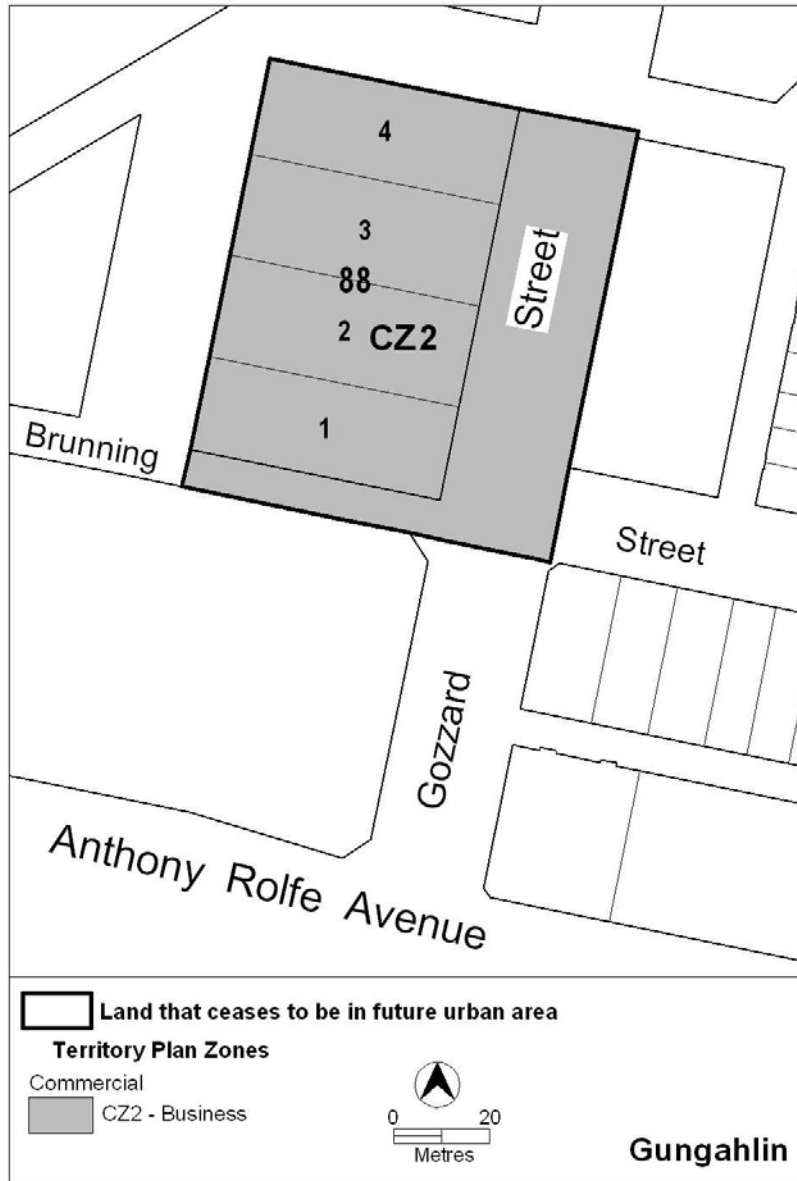 4
3
88
2 CZ2
1
Street
Brunning
Street
Gozzard
Anthony Rolfe Avenue
Land that ceases to be in future urban area
Territory Plan Zones
Commercial
CZ2 - Business
0 20
Metres
Gungahlin